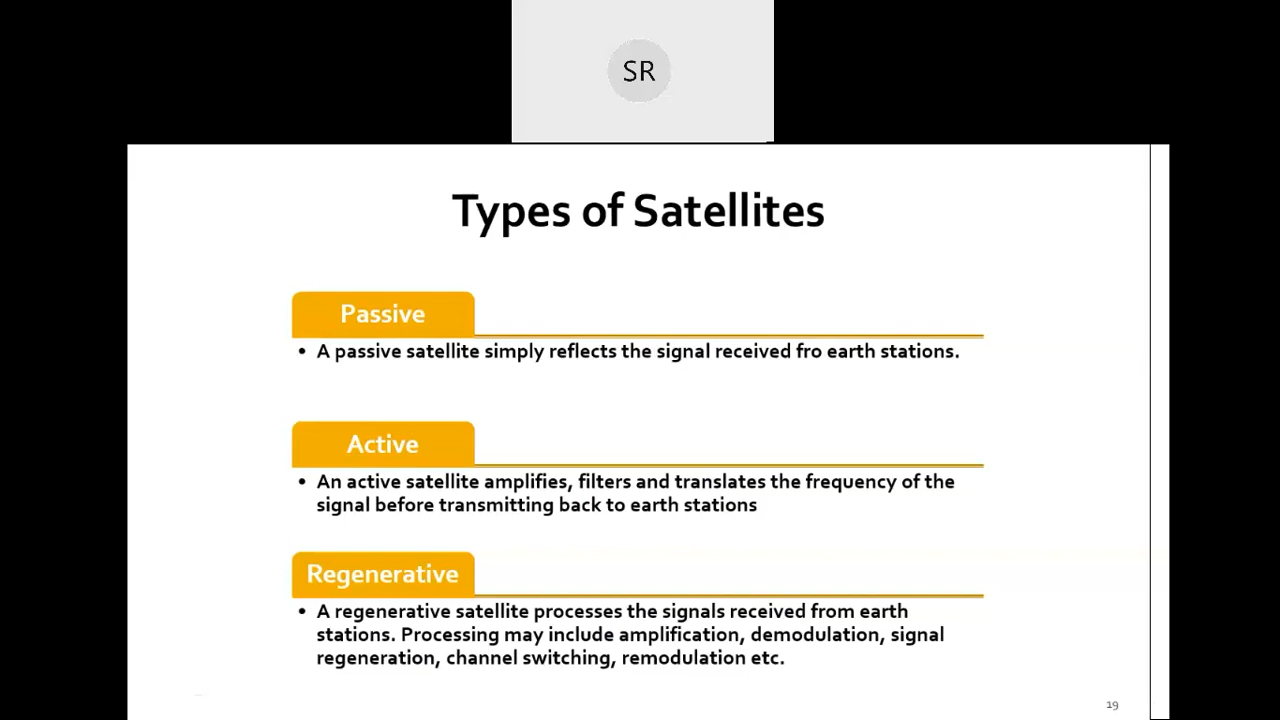 SR
Types of Satellites
Passive
• A passive satellite simply reflects the signal received fro earth stations.
Active
• An active satellite amplifies, filters and translates the frequency of the
signal before transmitting back to earth stations
Regenerative
• A regenerative satellite processes the signals received from earth
stations. Processing may include amplification, demodulation, signal
regeneration, channel switching, remodulation etc.
19